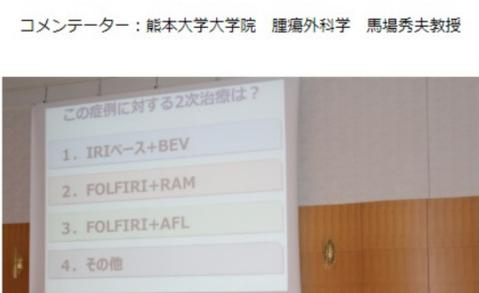 コメンテーター：熊本大学大学院　腫瘍外科学　馬場秀夫教授
この症例に対する2次治療は？
1. IRIベース+BEV
2. FOLFIRI+RAM
3. FOLFIRI+AFL
4. その他